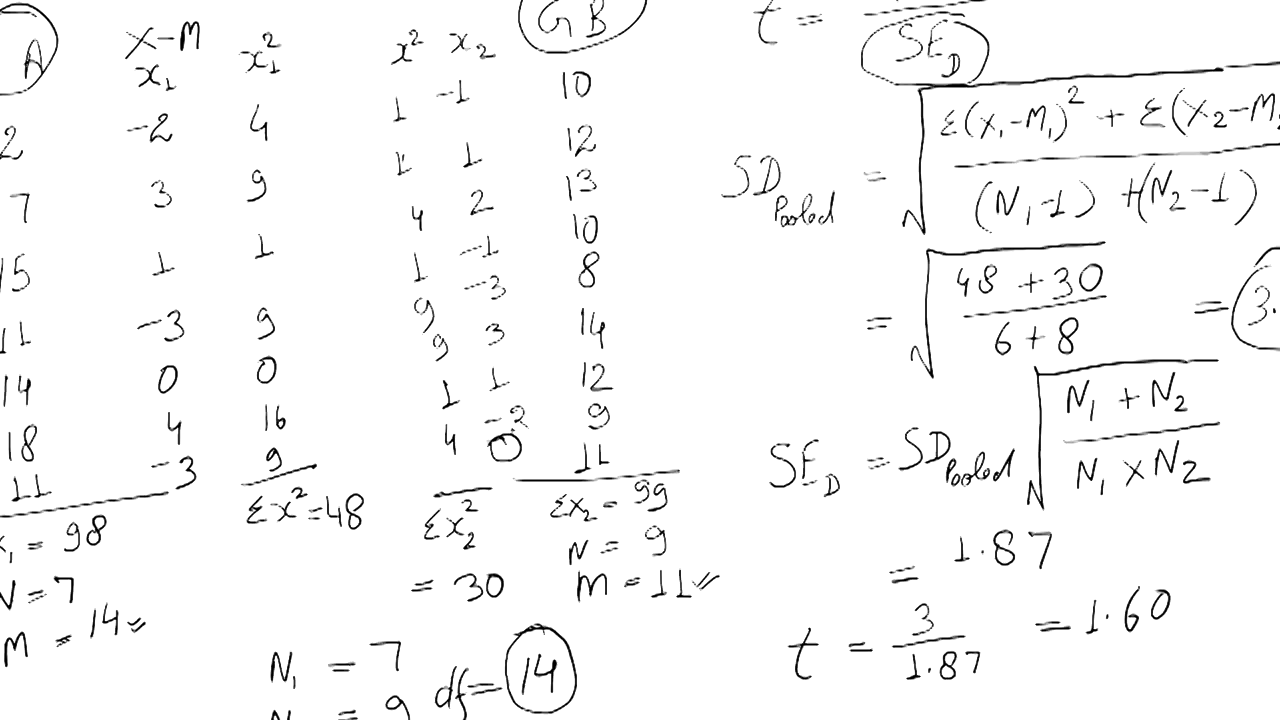 A X-M x₁ x₁² x² x₂ GB
2 -2 4 1 -1 10
7 3 9 1 1 12
15 1 1 4 2 13
11 -3 9 1 -1 10
14 0 0 9 -3 8
18 4 16 9 3 14
11 -3 9 1 1 12
4 -2 9
0 11
x₁ = 98 Σx²=48 Σx₂² = 30 Σx₂ = 99
N = 7 N = 9
M = 14 M = 11
N₁ = 7
= 9 df = 14
t = SE_D
SD_Pooled = √ Σ(X₁-M₁)² + Σ(X₂-M₂ / (N₁-1) + (N₂-1)
= √ 48 + 30 / 6 + 8 = 3.
SE_D = SD_Pooled √ N₁ + N₂ / N₁ × N₂
= 1.87
t = 3 / 1.87 = 1.60